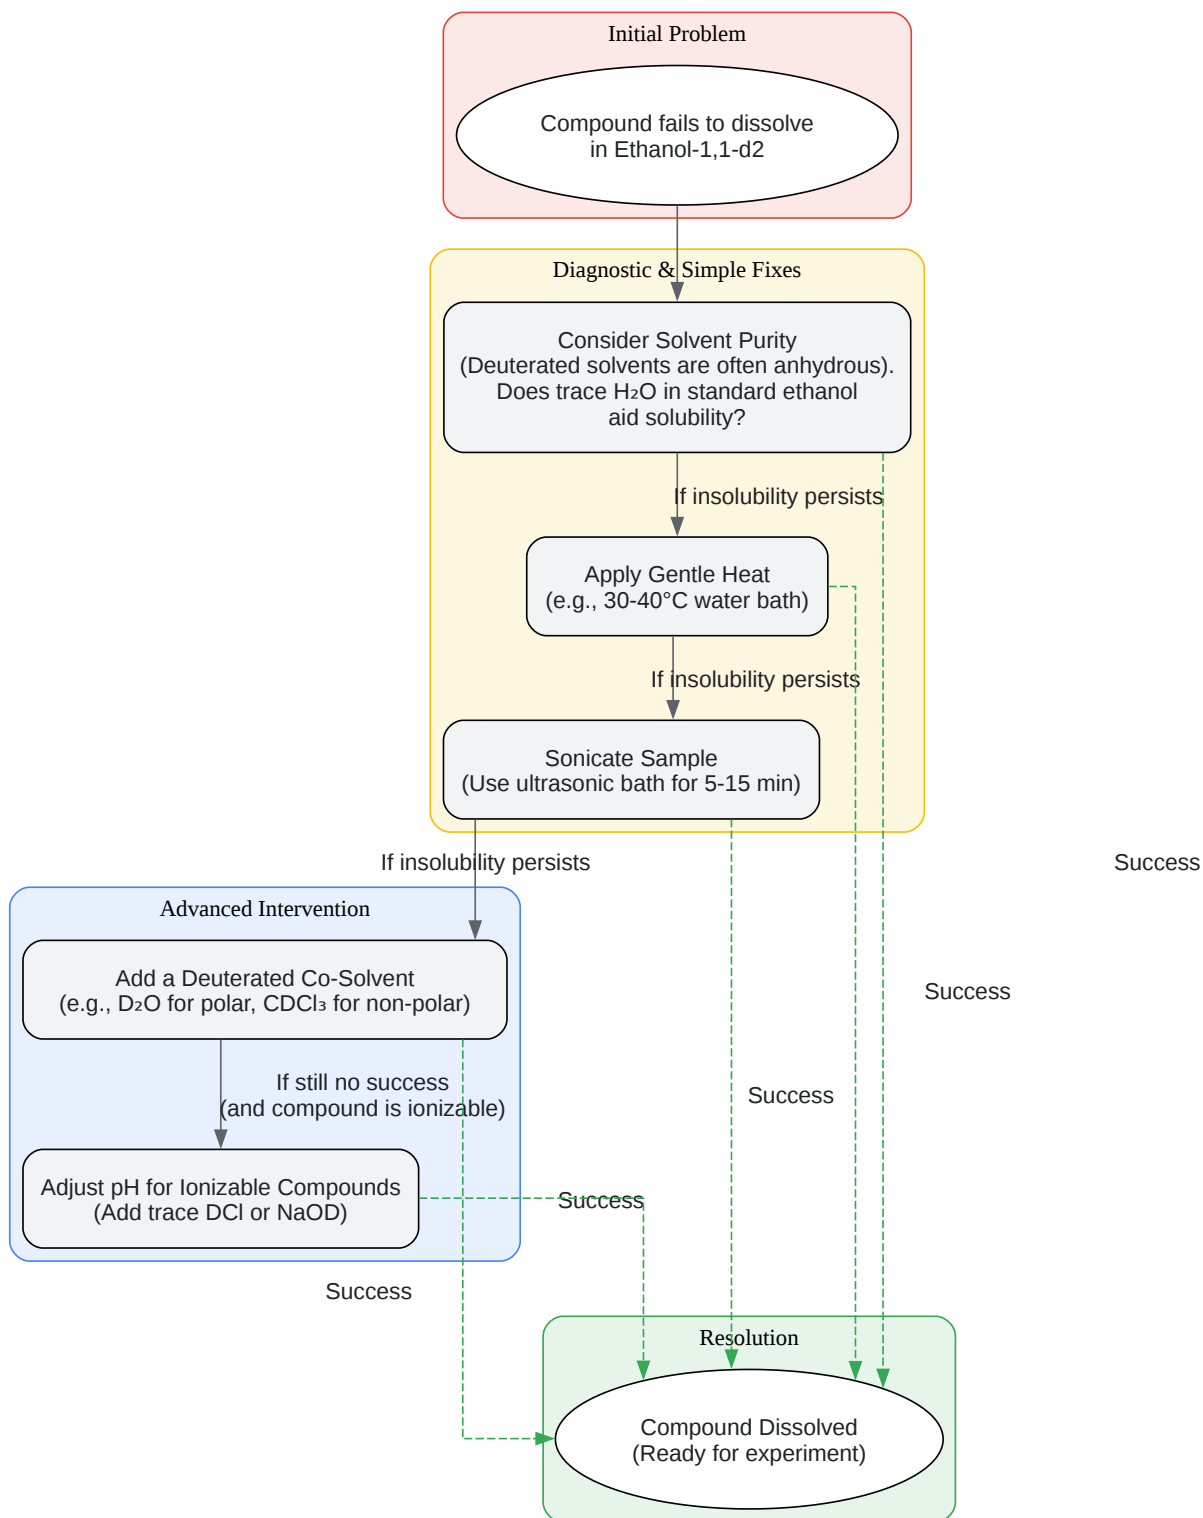 Initial Problem
Compound fails to dissolve
in Ethanol-1,1-d2
Diagnostic & Simple Fixes
Consider Solvent Purity
(Deuterated solvents are often anhydrous).
Does trace H₂O in standard ethanol
aid solubility?
If insolubility persists
Apply Gentle Heat
(e.g., 30-40°C water bath)
If insolubility persists
Sonicate Sample
(Use ultrasonic bath for 5-15 min)
If insolubility persists
Success
Advanced Intervention
Add a Deuterated Co-Solvent
(e.g., D₂O for polar, CDCl₃ for non-polar)
Success
If still no success
(and compound is ionizable)
Success
Adjust pH for Ionizable Compounds
(Add trace DCl or NaOD)
Success
Success
Resolution
Compound Dissolved
(Ready for experiment)